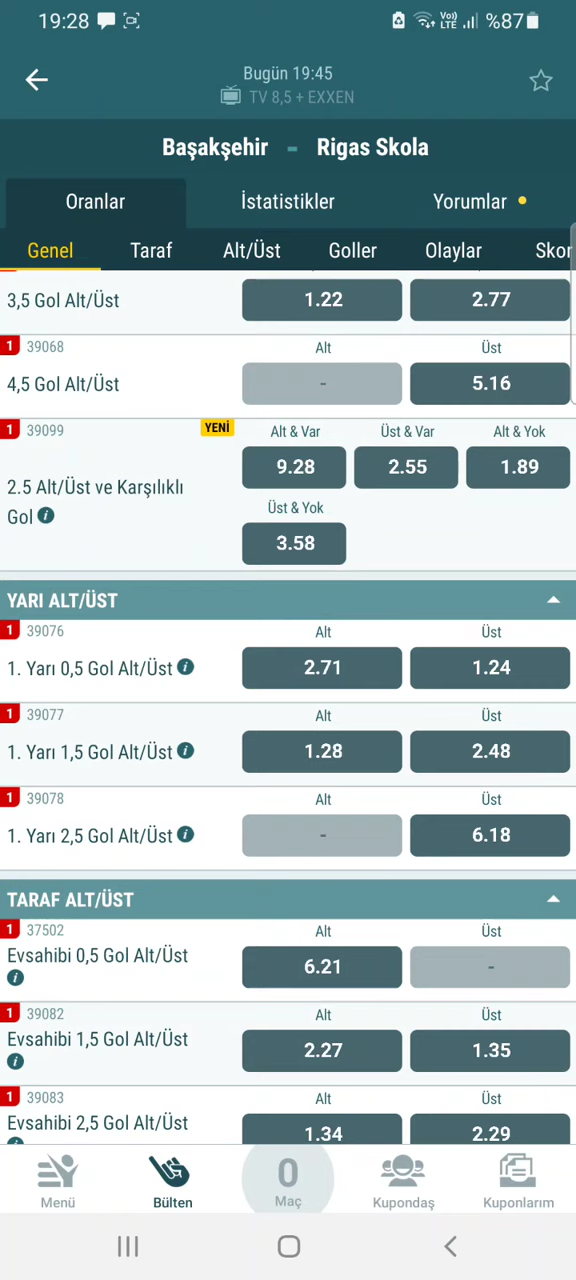 19:28
Vo)) LTE %87
Bugün 19:45
TV 8,5 + EXXEN
Başakşehir - Rigas Skola
Oranlar İstatistikler Yorumlar
Genel Taraf Alt/Üst Goller Olaylar Skor
3,5 Gol Alt/Üst 1.22 2.77
1 39068 Alt Üst
4,5 Gol Alt/Üst - 5.16
1 39099 YENİ Alt & Var Üst & Var Alt & Yok
9.28 2.55 1.89
2.5 Alt/Üst ve Karşılıklı
Gol i
Üst & Yok
3.58
YARI ALT/ÜST
1 39076 Alt Üst
1. Yarı 0,5 Gol Alt/Üst i 2.71 1.24
1 39077 Alt Üst
1. Yarı 1,5 Gol Alt/Üst i 1.28 2.48
1 39078 Alt Üst
1. Yarı 2,5 Gol Alt/Üst i - 6.18
TARAF ALT/ÜST
1 37502 Alt Üst
Evsahibi 0,5 Gol Alt/Üst i 6.21 -
1 39082 Alt Üst
Evsahibi 1,5 Gol Alt/Üst i 2.27 1.35
1 39083 Alt Üst
Evsahibi 2,5 Gol Alt/Üst 1.34 2.29
0
Menü Bülten Maç Kupondaş Kuponlarım